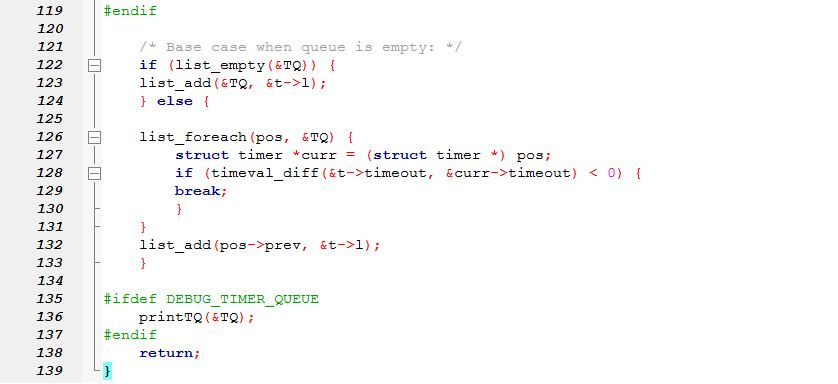 119 #endif
120
121     /* Base case when queue is empty: */
122     if (list_empty(&TQ)) {
123     list_add(&TQ, &t->l);
124     } else {
125
126     list_foreach(pos, &TQ) {
127         struct timer *curr = (struct timer *) pos;
128         if (timeval_diff(&t->timeout, &curr->timeout) < 0) {
129         break;
130         }
131     }
132     list_add(pos->prev, &t->l);
133     }
134
135 #ifdef DEBUG_TIMER_QUEUE
136     printTQ(&TQ);
137 #endif
138     return;
139 }